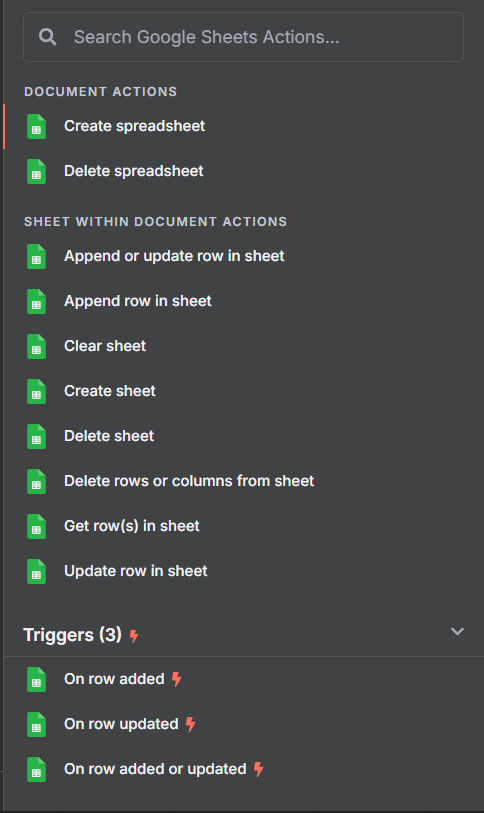 Search Google Sheets Actions...
DOCUMENT ACTIONS
Create spreadsheet
Delete spreadsheet
SHEET WITHIN DOCUMENT ACTIONS
Append or update row in sheet
Append row in sheet
Clear sheet
Create sheet
Delete sheet
Delete rows or columns from sheet
Get row(s) in sheet
Update row in sheet
Triggers (3)
On row added
On row updated
On row added or updated